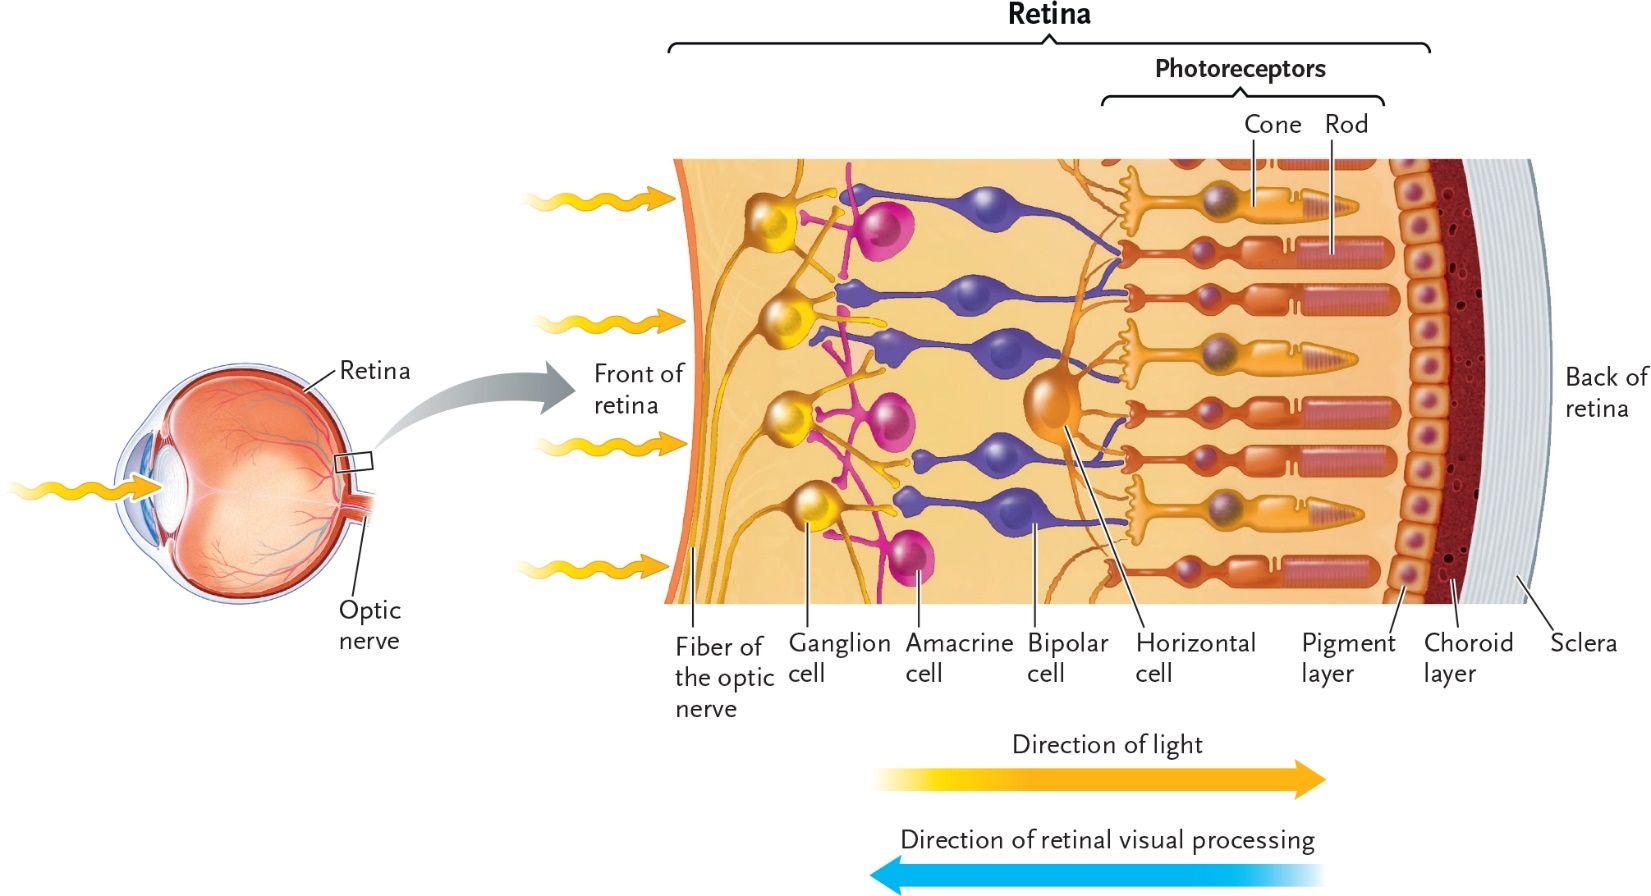 Retina
Photoreceptors
Cone
Rod
Retina
Front of
retina
Back of
retina
Optic
nerve
Fiber of
the optic
nerve
Ganglion
cell
Amacrine
cell
Bipolar
cell
Horizontal
cell
Pigment
layer
Choroid
layer
Sclera
Direction of light
Direction of retinal visual processing